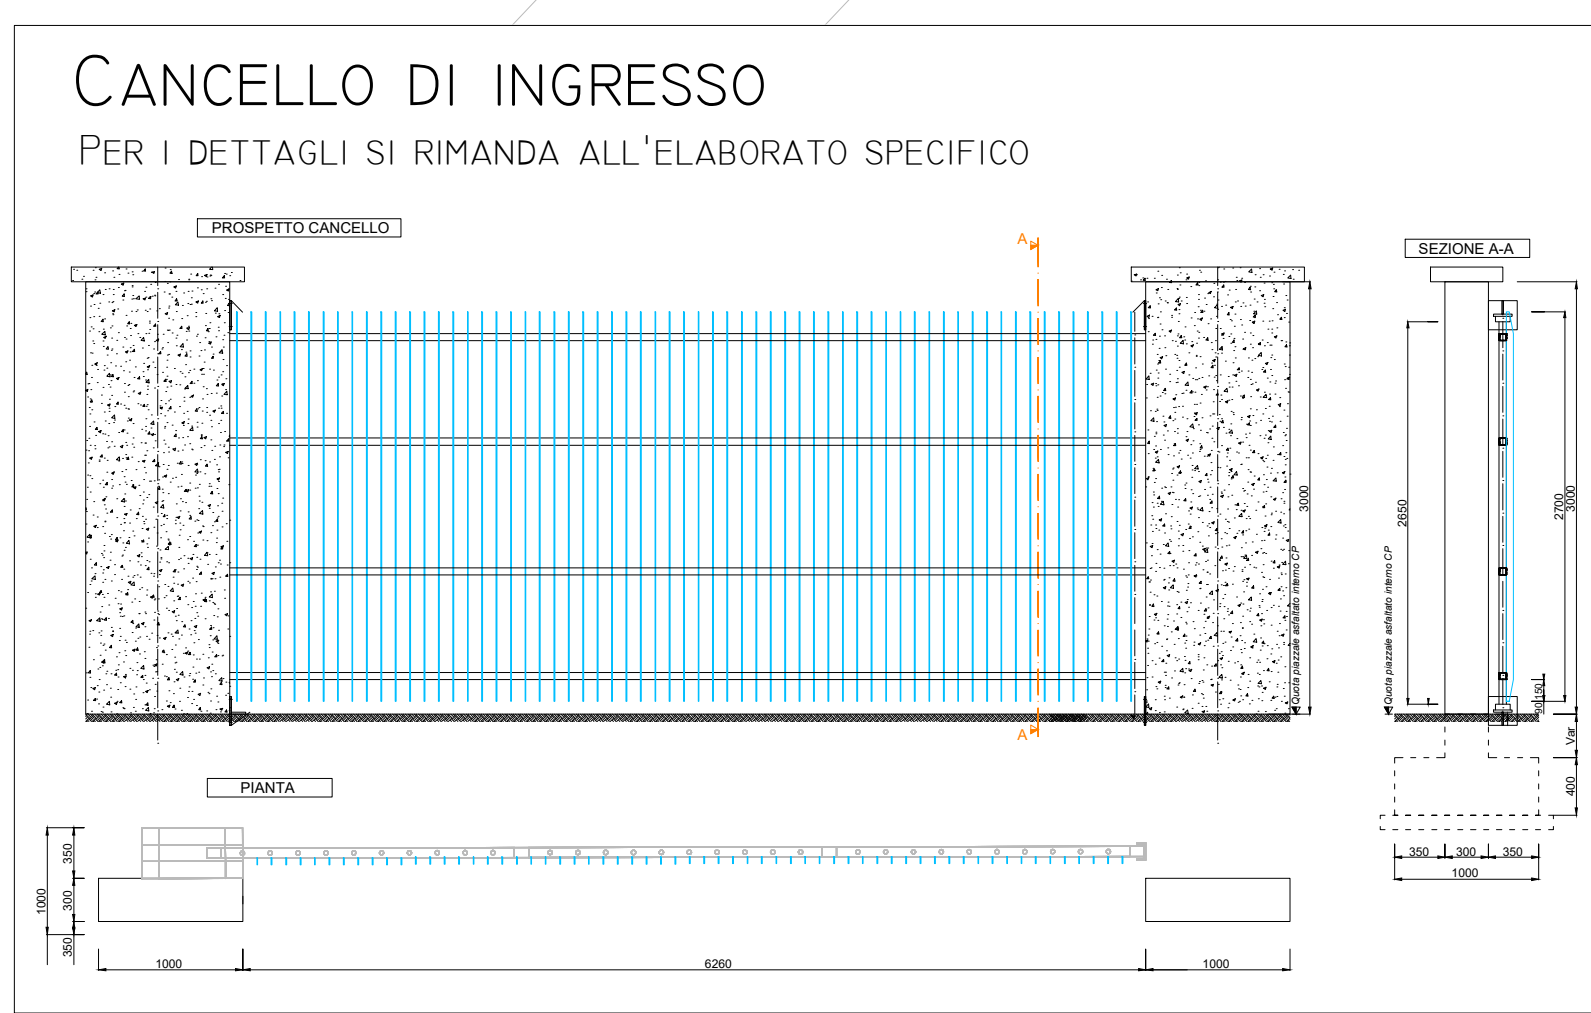 CANCELLO DI INGRESSO
PER I DETTAGLI SI RIMANDA ALL'ELABORATO SPECIFICO
PROSPETTO CANCELLO
A
A
3000
Quota piazzale asfaltato interno CP
SEZIONE A-A
2650
2700
3000
Quota piazzale asfaltato interno CP
150
90
Var
400
350
300
350
1000
PIANTA
350
300
350
1000
1000
6260
1000